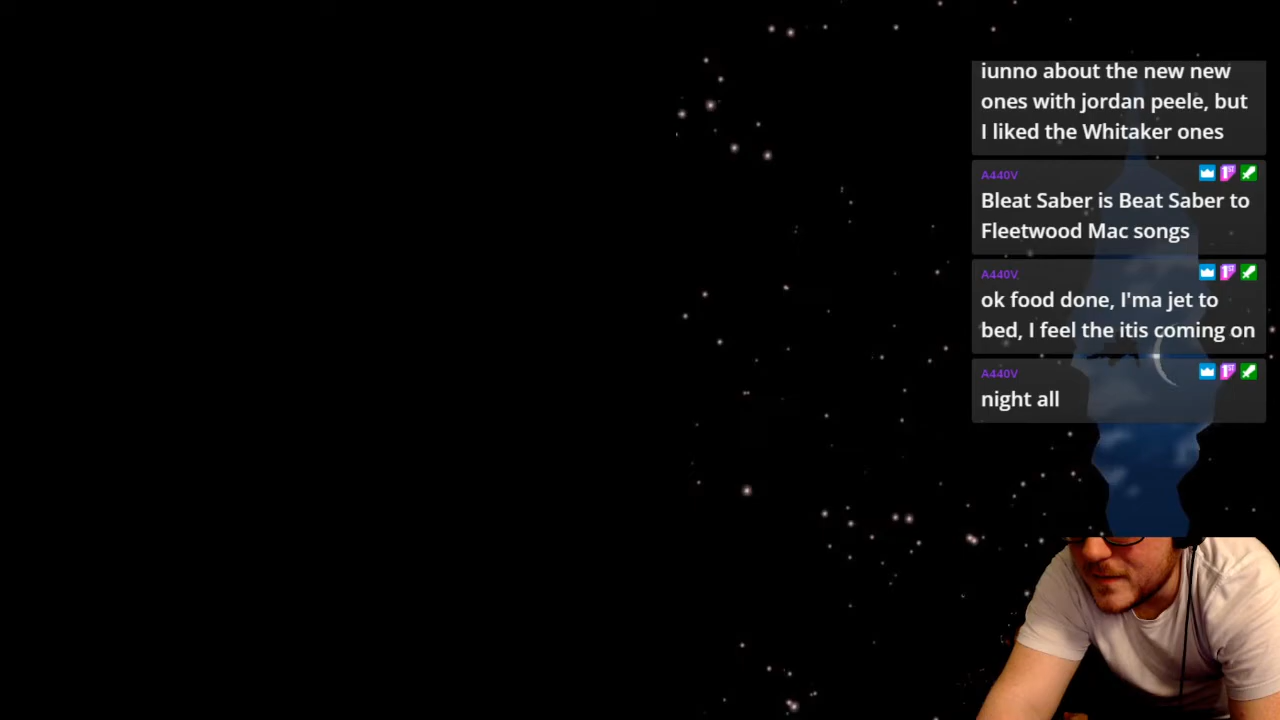 iunno about the new new
ones with jordan peele, but
I liked the Whitaker ones
A440V
Bleat Saber is Beat Saber to
Fleetwood Mac songs
A440V
ok food done, I'ma jet to
bed, I feel the itis coming on
A440V
night all